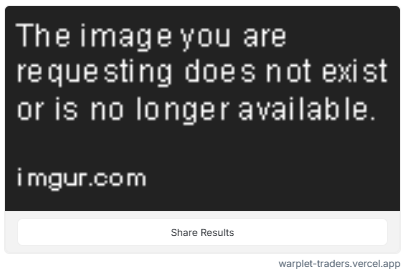 The image you are
requesting does not exist
or is no longer available.
imgur.com
Share Results
warplet-traders.vercel.app